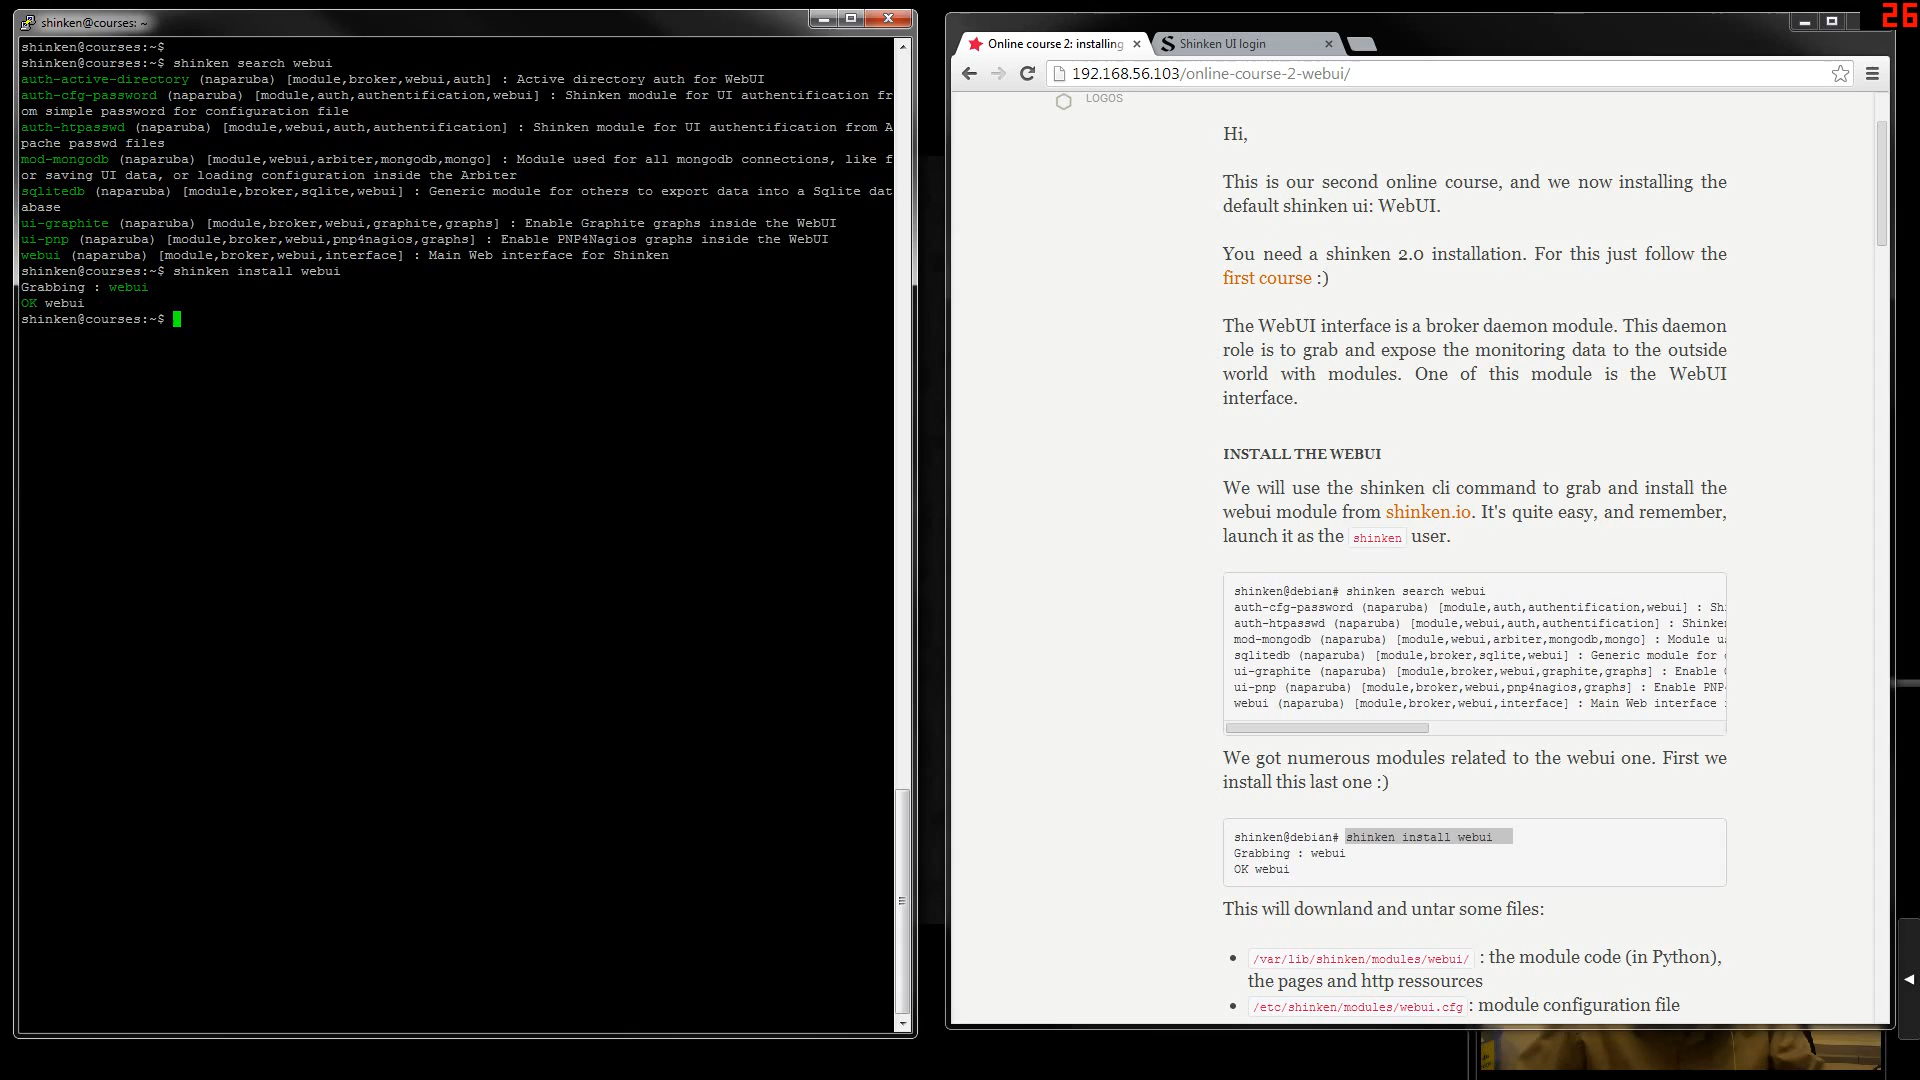 shinken@courses: ~
shinken@courses:~$
shinken@courses:~$ shinken search webui
auth-active-directory (naparuba) [module,broker,webui,auth] : Active directory auth for WebUI
auth-cfg-password (naparuba) [module,auth,authentification,webui] : Shinken module for UI authentification fr
om simple password for configuration file
auth-htpasswd (naparuba) [module,webui,auth,authentification] : Shinken module for UI authentification from A
pache passwd files
mod-mongodb (naparuba) [module,webui,arbiter,mongodb,mongo] : Module used for all mongodb connections, like f
or saving UI data, or loading configuration inside the Arbiter
sqlitedb (naparuba) [module,broker,sqlite,webui] : Generic module for others to export data into a Sqlite dat
abase
ui-graphite (naparuba) [module,broker,webui,graphite,graphs] : Enable Graphite graphs inside the WebUI
ui-pnp (naparuba) [module,broker,webui,pnp4nagios,graphs] : Enable PNP4Nagios graphs inside the WebUI
webui (naparuba) [module,broker,webui,interface] : Main Web interface for Shinken
shinken@courses:~$ shinken install webui
Grabbing : webui
OK webui
shinken@courses:~$
26
Online course 2: installing
Shinken UI login
192.168.56.103/online-course-2-webui/
LOGOS
Hi,
This is our second online course, and we now installing the
default shinken ui: WebUI.
You need a shinken 2.0 installation. For this just follow the
first course :)
The WebUI interface is a broker daemon module. This daemon
role is to grab and expose the monitoring data to the outside
world with modules. One of this module is the WebUI
interface.
INSTALL THE WEBUI
We will use the shinken cli command to grab and install the
webui module from shinken.io. It's quite easy, and remember,
launch it as the shinken user.
shinken@debian# shinken search webui
auth-cfg-password (naparuba) [module,auth,authentification,webui] : Sh
auth-htpasswd (naparuba) [module,webui,auth,authentification] : Shinken
mod-mongodb (naparuba) [module,webui,arbiter,mongodb,mongo] : Module u
sqlitedb (naparuba) [module,broker,sqlite,webui] : Generic module for
ui-graphite (naparuba) [module,broker,webui,graphite,graphs] : Enable
ui-pnp (naparuba) [module,broker,webui,pnp4nagios,graphs] : Enable PNP
webui (naparuba) [module,broker,webui,interface] : Main Web interface
We got numerous modules related to the webui one. First we
install this last one :)
shinken@debian# shinken install webui
Grabbing : webui
OK webui
This will downland and untar some files:
/var/lib/shinken/modules/webui/ : the module code (in Python),
the pages and http ressources
/etc/shinken/modules/webui.cfg : module configuration file